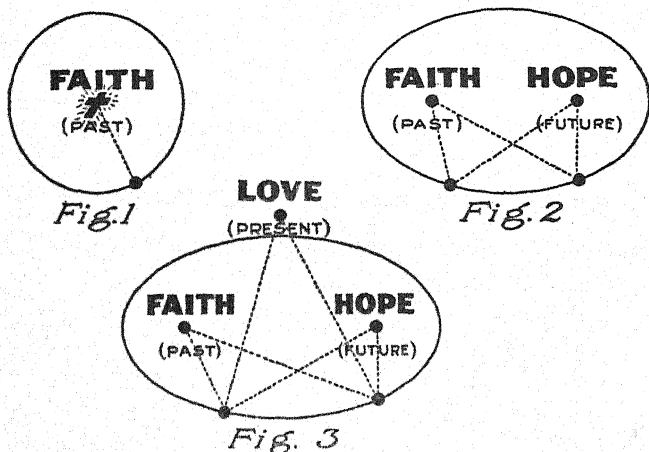 FAITH
(PAST)
Fig.1
FAITH HOPE
(PAST) (FUTURE)
Fig.2
LOVE
(PRESENT)
FAITH HOPE
(PAST) (FUTURE)
Fig. 3